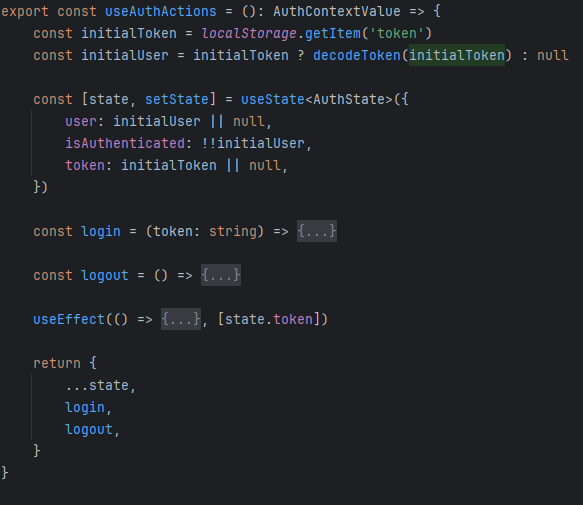 export const useAuthActions = (): AuthContextValue => {
    const initialToken = localStorage.getItem('token')
    const initialUser = initialToken ? decodeToken(initialToken) : null
    const [state, setState] = useState<AuthState>({
        user: initialUser || null,
        isAuthenticated: !!initialUser,
        token: initialToken || null,
    })
    const login = (token: string) => {...}
    const logout = () => {...}
    useEffect(() => {...}, [state.token])
    return {
        ...state,
        login,
        logout,
    }
}